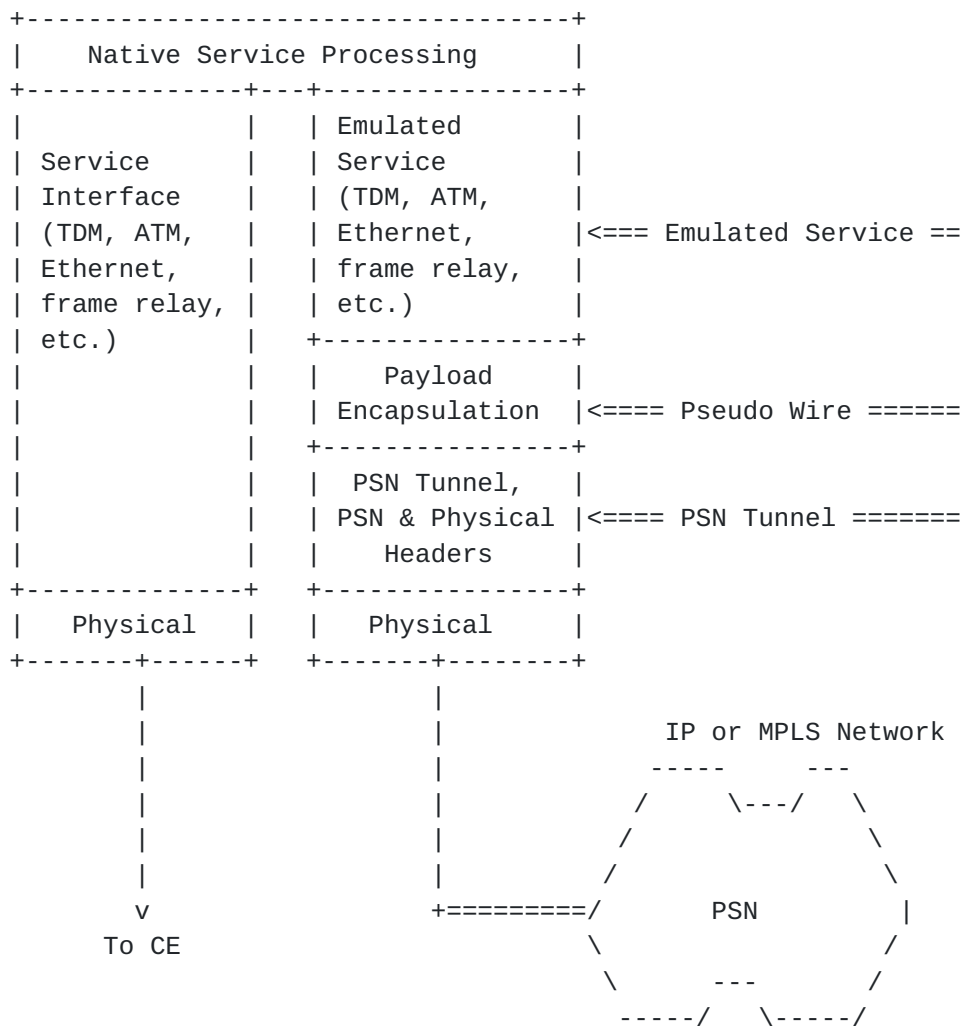 +-----------------------------------+
|    Native Service Processing      |
+--------------+---+----------------+
|              |   | Emulated       |
| Service      |   | Service        |
| Interface    |   | (TDM, ATM,     |
| (TDM, ATM,   |   | Ethernet,      |<=== Emulated Service ==
| Ethernet,    |   | frame relay,   |
| frame relay, |   | etc.)          |
| etc.)        |   +----------------+
|              |   |    Payload     |
|              |   | Encapsulation  |<==== Pseudo Wire ======
|              |   +----------------+
|              |   |  PSN Tunnel,   |
|              |   | PSN & Physical |<==== PSN Tunnel =======
|              |   |    Headers     |
+--------------+   +----------------+
|   Physical   |   |   Physical     |
+-------+------+   +-------+--------+
        |                  |
        |                  |              IP or MPLS Network
        |                  |             -----     ---
        |                  |            /     \---/   \
        |                  |           /               \
        |                  |          /                 \
        v                  +=========/       PSN         |
      To CE                          \                  /
                                      \      ---       /
                                       -----/   \-----/